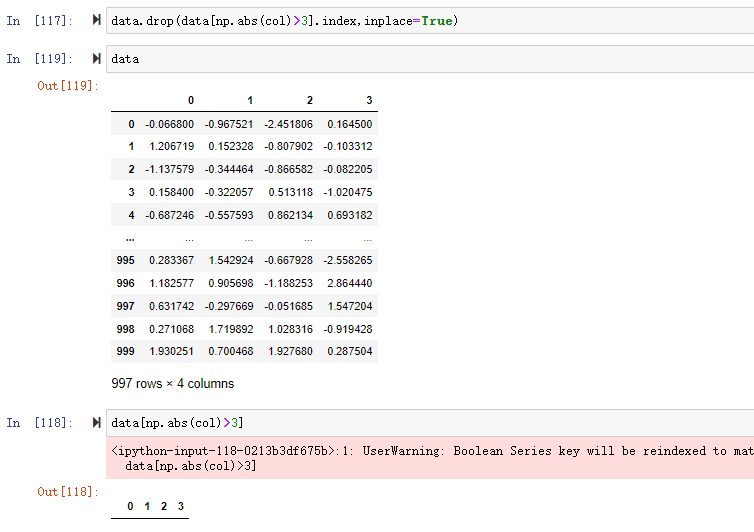 In [117]: data.drop(data[np.abs(col)>3].index,inplace=True)
In [119]: data
Out[119]:
0 1 2 3
0 -0.066800 -0.967521 -2.451806 0.164500
1 1.206719 0.152328 -0.807902 -0.103312
2 -1.137579 -0.344464 -0.866582 -0.082205
3 0.158400 -0.322057 0.513118 -1.020475
4 -0.687246 -0.557593 0.862134 0.693182
... ... ... ... ...
995 0.283367 1.542924 -0.667928 -2.558265
996 1.182577 0.905698 -1.188253 2.864440
997 0.631742 -0.297669 -0.051685 1.547204
998 0.271068 1.719892 1.028316 -0.919428
999 1.930251 0.700468 1.927680 0.287504
997 rows × 4 columns
In [118]: data[np.abs(col)>3]
<ipython-input-118-0213b3df675b>:1: UserWarning: Boolean Series key will be reindexed to mat
data[np.abs(col)>3]
Out[118]:
0 1 2 3